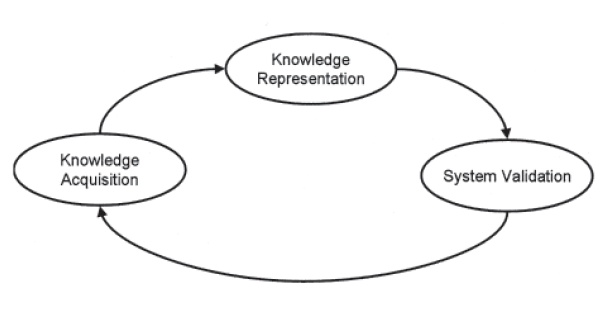 Knowledge
Representation
Knowledge
Acquisition
System Validation